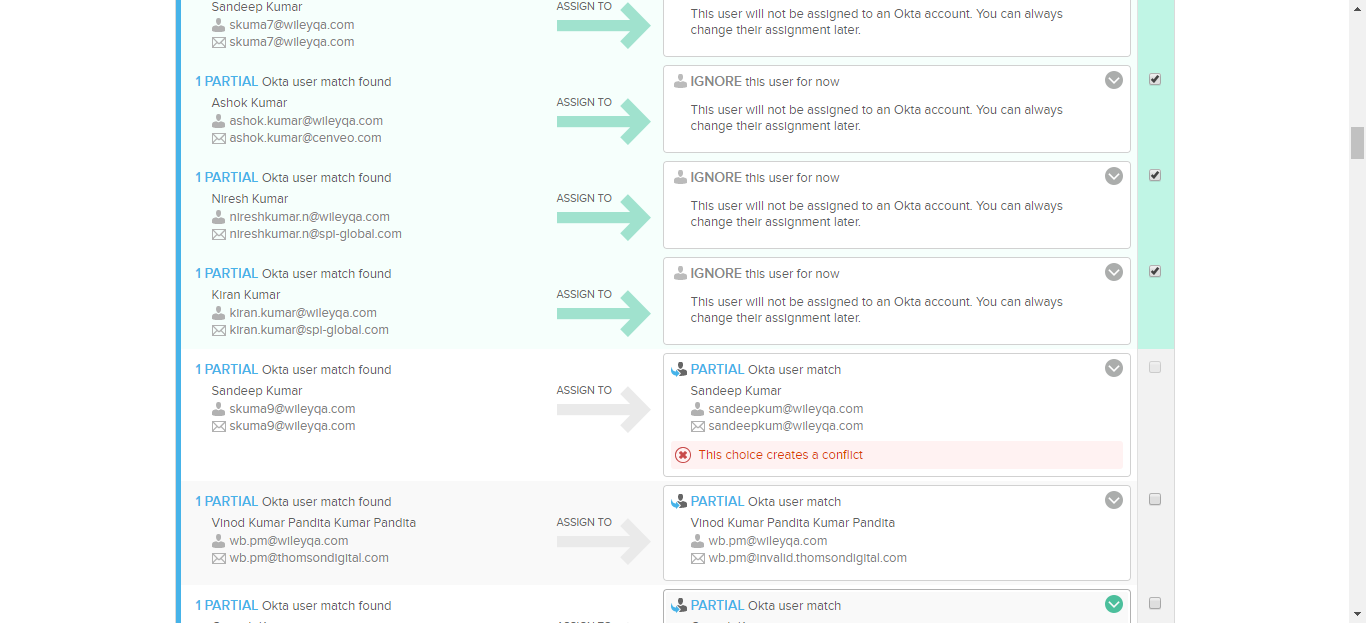 Sandeep Kumar
skuma7@wileyqa.com
skuma7@wileyqa.com
ASSIGN TO
This user will not be assigned to an Okta account. You can always
change their assignment later.
1 PARTIAL Okta user match found
Ashok Kumar
ashok.kumar@wileyqa.com
ashok.kumar@cenveo.com
ASSIGN TO
IGNORE this user for now
This user will not be assigned to an Okta account. You can always
change their assignment later.
1 PARTIAL Okta user match found
Niresh Kumar
nireshkumar.n@wileyqa.com
nireshkumar.n@spi-global.com
ASSIGN TO
IGNORE this user for now
This user will not be assigned to an Okta account. You can always
change their assignment later.
1 PARTIAL Okta user match found
Kiran Kumar
kiran.kumar@wileyqa.com
kiran.kumar@spi-global.com
ASSIGN TO
IGNORE this user for now
This user will not be assigned to an Okta account. You can always
change their assignment later.
1 PARTIAL Okta user match found
Sandeep Kumar
skuma9@wileyqa.com
skuma9@wileyqa.com
ASSIGN TO
PARTIAL Okta user match
Sandeep Kumar
sandeepkum@wileyqa.com
sandeepkum@wileyqa.com
This choice creates a conflict
1 PARTIAL Okta user match found
Vinod Kumar Pandita Kumar Pandita
wb.pm@wileyqa.com
wb.pm@thomsondigital.com
ASSIGN TO
PARTIAL Okta user match
Vinod Kumar Pandita Kumar Pandita
wb.pm@wileyqa.com
wb.pm@invalid.thomsondigital.com
1 PARTIAL Okta user match found
PARTIAL Okta user match